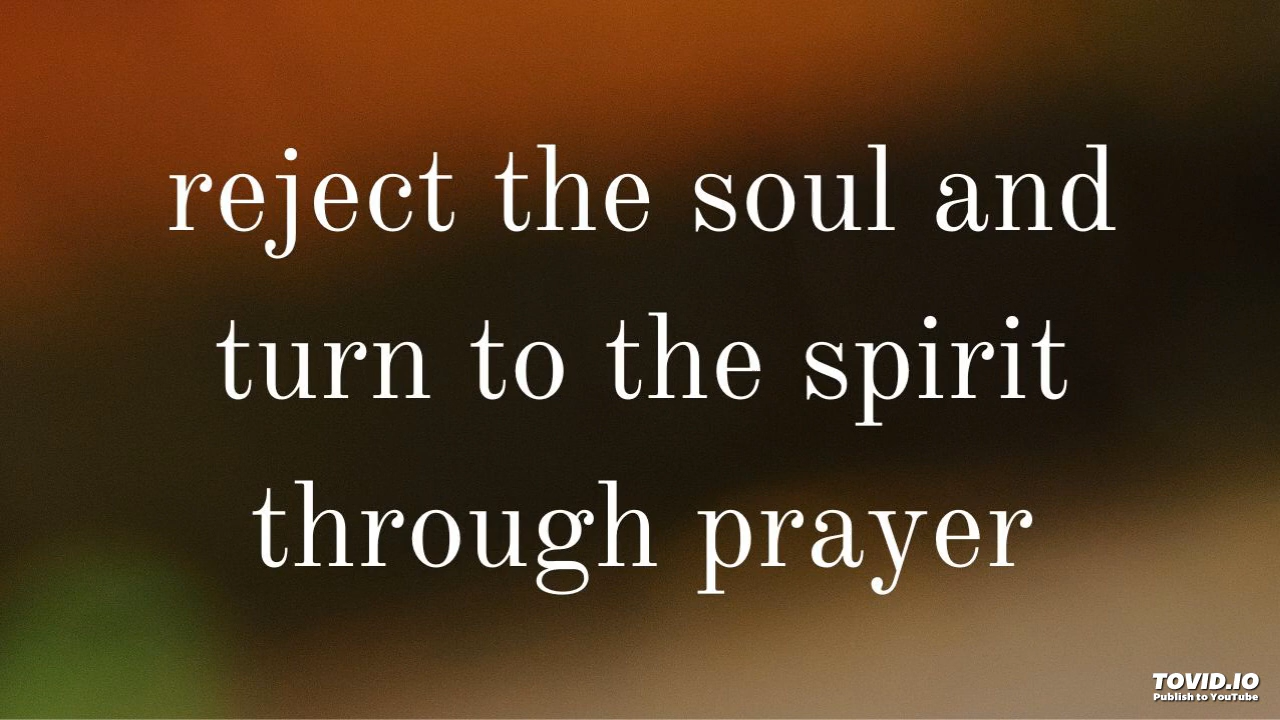 reject the soul and
turn to the spirit
through prayer
TOVID.IO
Publish to YouTube